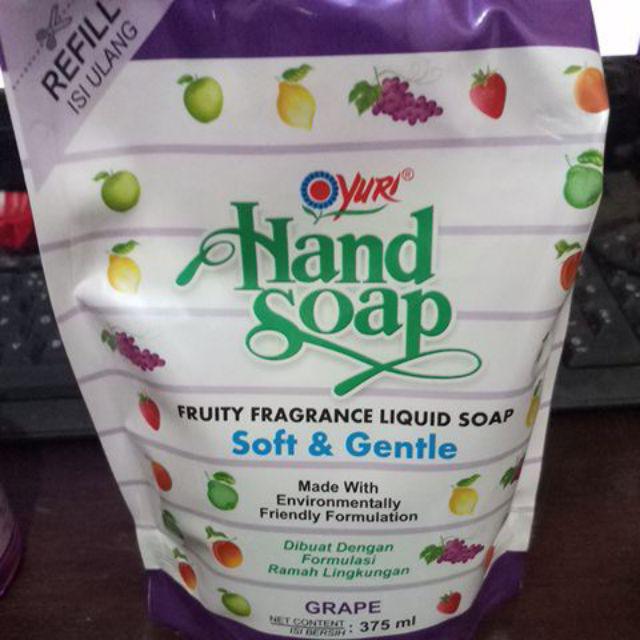 REFILL
ISI ULANG
YURI®
Hand
Soap
FRUITY FRAGRANCE LIQUID SOAP
Soft & Gentle
Made With
Environmentally
Friendly Formulation
Dibuat Dengan
Formulasi
Ramah Lingkungan
GRAPE
NET CONTENT
ISI BERSIH : 375 ml